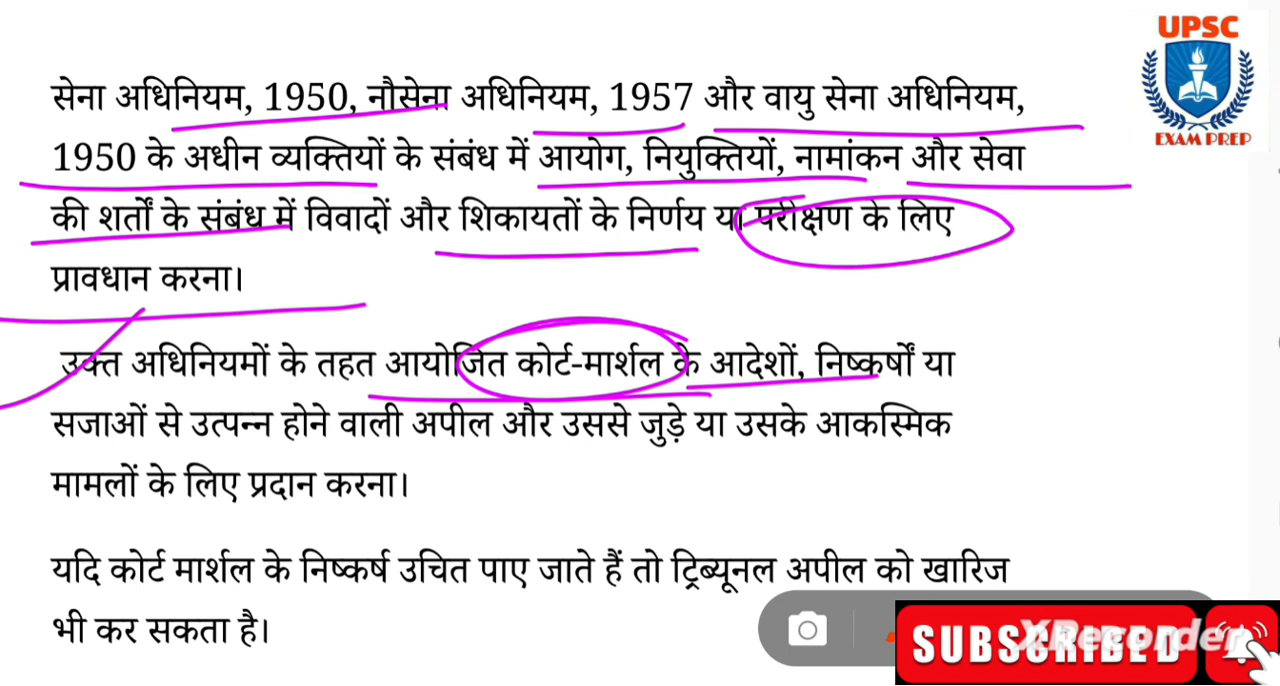 UPSC
EXAM PREP
सेना अधिनियम, 1950, नौसेना अधिनियम, 1957 और वायु सेना अधिनियम,
1950 के अधीन व्यक्तियों के संबंध में आयोग, नियुक्तियों, नामांकन और सेवा
की शर्तों के संबंध में विवादों और शिकायतों के निर्णय या परीक्षण के लिए
प्रावधान करना।
उक्त अधिनियमों के तहत आयोजित कोर्ट-मार्शल के आदेशों, निष्कर्षों या
सजाओं से उत्पन्न होने वाली अपील और उससे जुड़े या उसके आकस्मिक
मामलों के लिए प्रदान करना।
यदि कोर्ट मार्शल के निष्कर्ष उचित पाए जाते हैं तो ट्रिब्यूनल अपील को खारिज
भी कर सकता है।
SUBSCRIBED
XRecorder